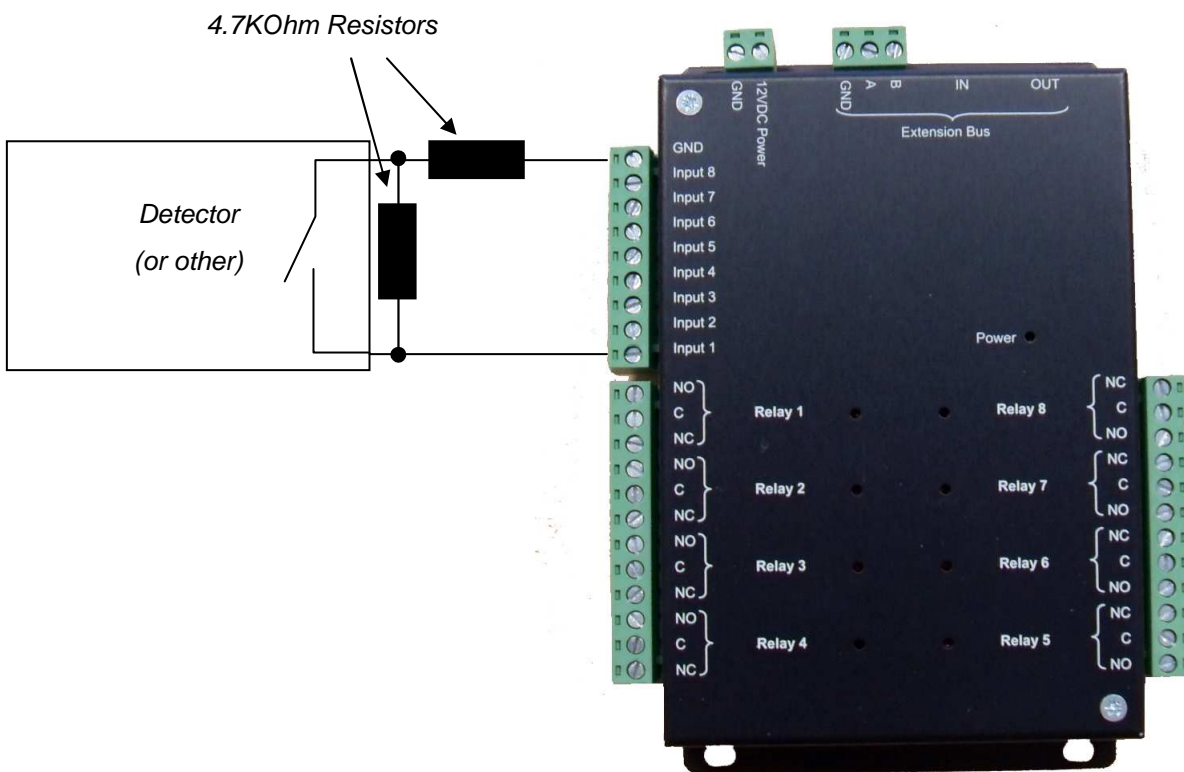 4.7KOhm Resistors
Detector
(or other)
GND
12VDC Power
GND
A
B
IN
OUT
Extension Bus
GND
Input 8
Input 7
Input 6
Input 5
Input 4
Input 3
Input 2
Input 1
Power
NO
C
NC
Relay 1
Relay 8
NC
C
NO
NO
C
NC
Relay 2
Relay 7
NC
C
NO
NO
C
NC
Relay 3
Relay 6
NC
C
NO
NO
C
NC
Relay 4
Relay 5
NC
C
NO